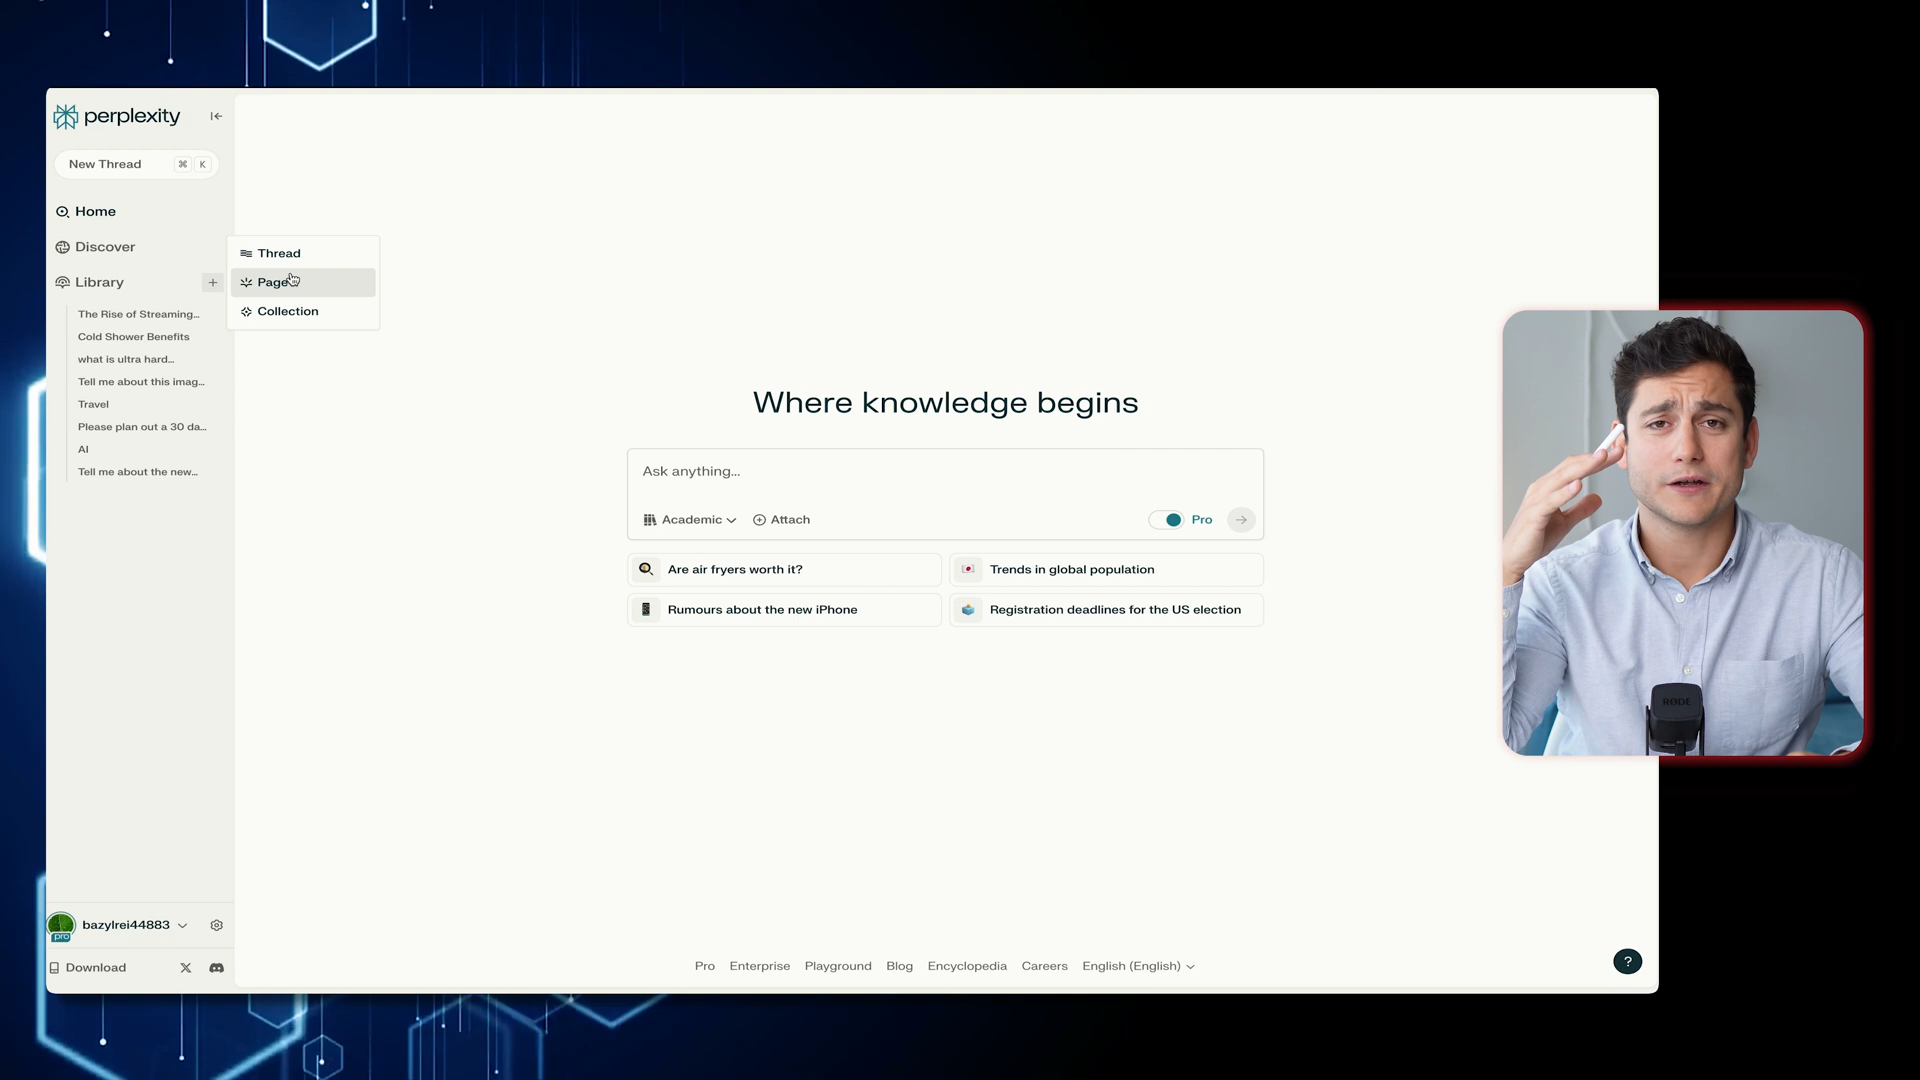 perplexity
New Thread ⌘ K
Home
Discover
Library +
The Rise of Streaming...
Cold Shower Benefits
what is ultra hard...
Tell me about this imag...
Travel
Please plan out a 30 da...
AI
Tell me about the new...
Thread
Page
Collection
Where knowledge begins
Ask anything...
Academic
Attach
Pro
Are air fryers worth it?
Trends in global population
Rumours about the new iPhone
Registration deadlines for the US election
RØDE
bazylrei44883
pro
Download
Pro Enterprise Playground Blog Encyclopedia Careers English (English)
?